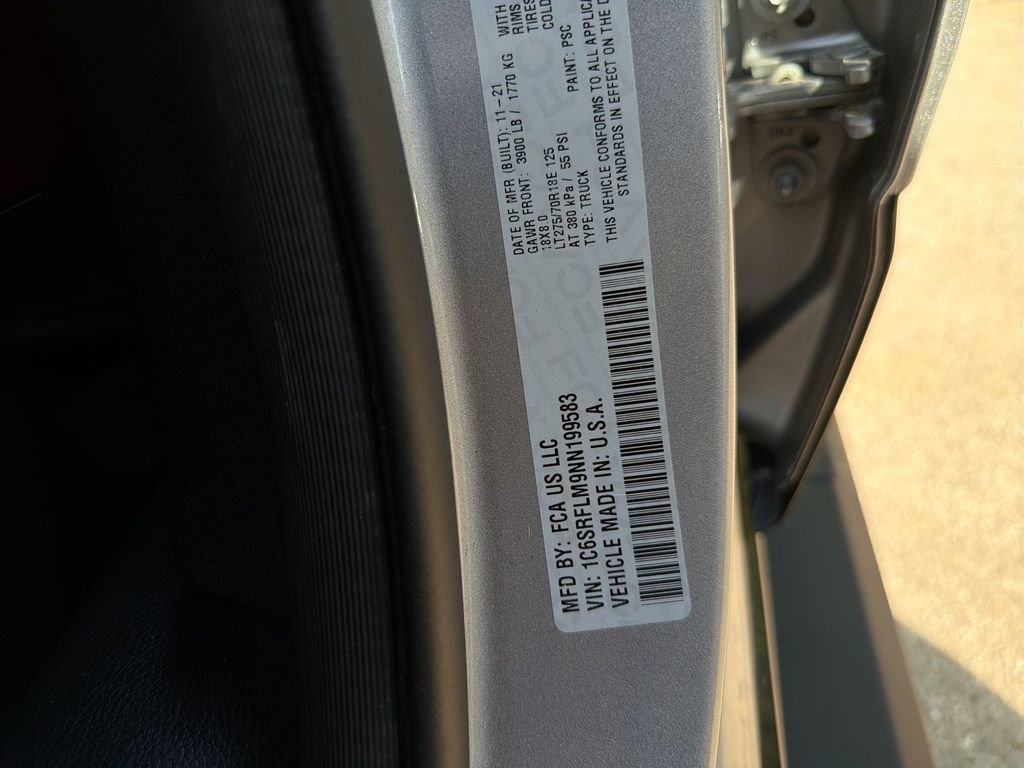 MFD BY: FCA US LLC
VIN: 1C6SRFLM9NN199583
VEHICLE MADE IN: U.S.A.
DATE OF MFR (BUILT): 11-21
GAWR FRONT: 3900 LB / 1770 KG WITH
18X8.0 RIMS
LT275/70R18E 125 TIRES
AT 380 kPa / 55 PSI COLD
TYPE: TRUCK PAINT: PSC
THIS VEHICLE CONFORMS TO ALL
STANDARDS IN EFFECT ON THE